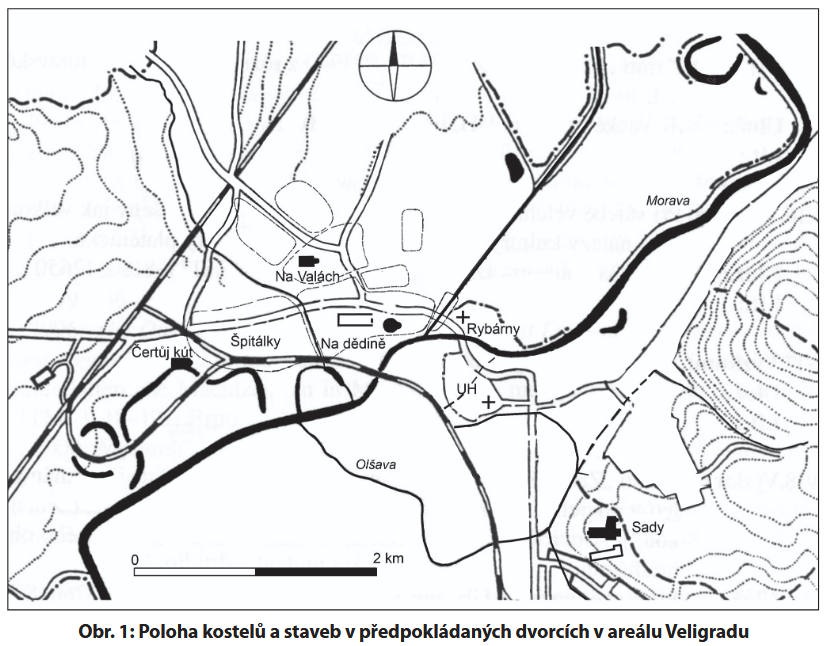 Morava
Na Valách
Rybárny
Špitálky
Na dědině
Čertůj kút
UH
Olšava
Sady
0
2 km
Obr. 1: Poloha kostelů a staveb v předpokládaných dvorcích v areálu Veligradu